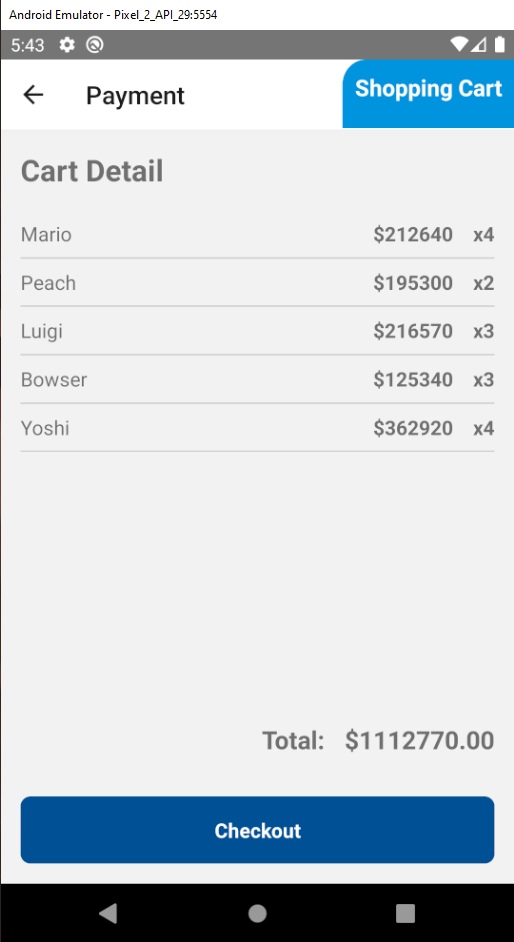 Android Emulator - Pixel_2_API_29:5554
5:43
Payment
Shopping Cart
Cart Detail
Mario $212640 x4
Peach $195300 x2
Luigi $216570 x3
Bowser $125340 x3
Yoshi $362920 x4
Total: $1112770.00
Checkout